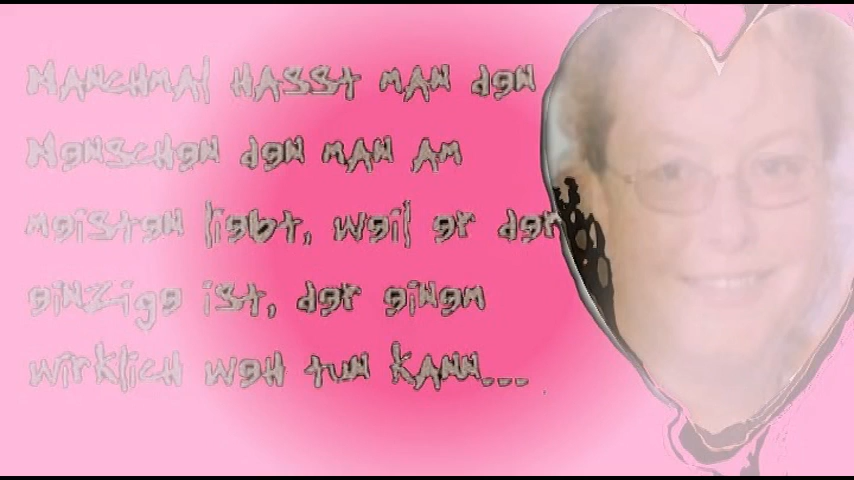 Manchmal hasst man den
Menschen den man am
meisten liebt, weil er der
einzige ist, der einem
wirklich weh tun kann...